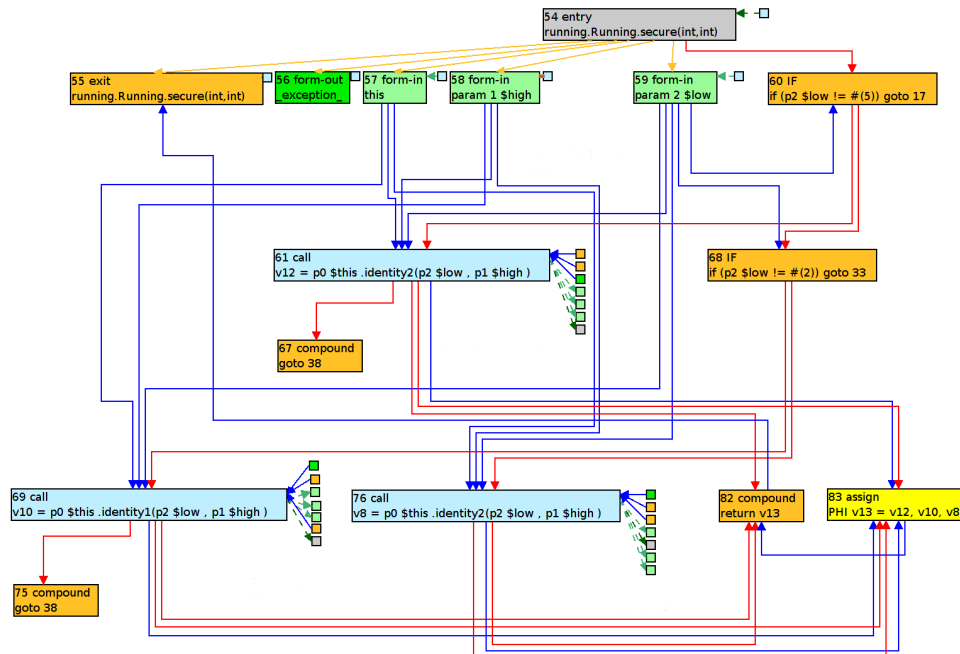 54 entry
running.Running.secure(int,int)
55 exit
running.Running.secure(int,int)
56 form-out
_exception_
57 form-in
this
58 form-in
param 1 $high
59 form-in
param 2 $low
60 IF
if (p2 $low != #(5)) goto 17
61 call
v12 = p0 $this .identity2(p2 $low , p1 $high )
68 IF
if (p2 $low != #(2)) goto 33
67 compound
goto 38
69 call
v10 = p0 $this .identity1(p2 $low , p1 $high )
76 call
v8 = p0 $this .identity2(p2 $low , p1 $high )
82 compound
return v13
83 assign
PHI v13 = v12, v10, v8
75 compound
goto 38